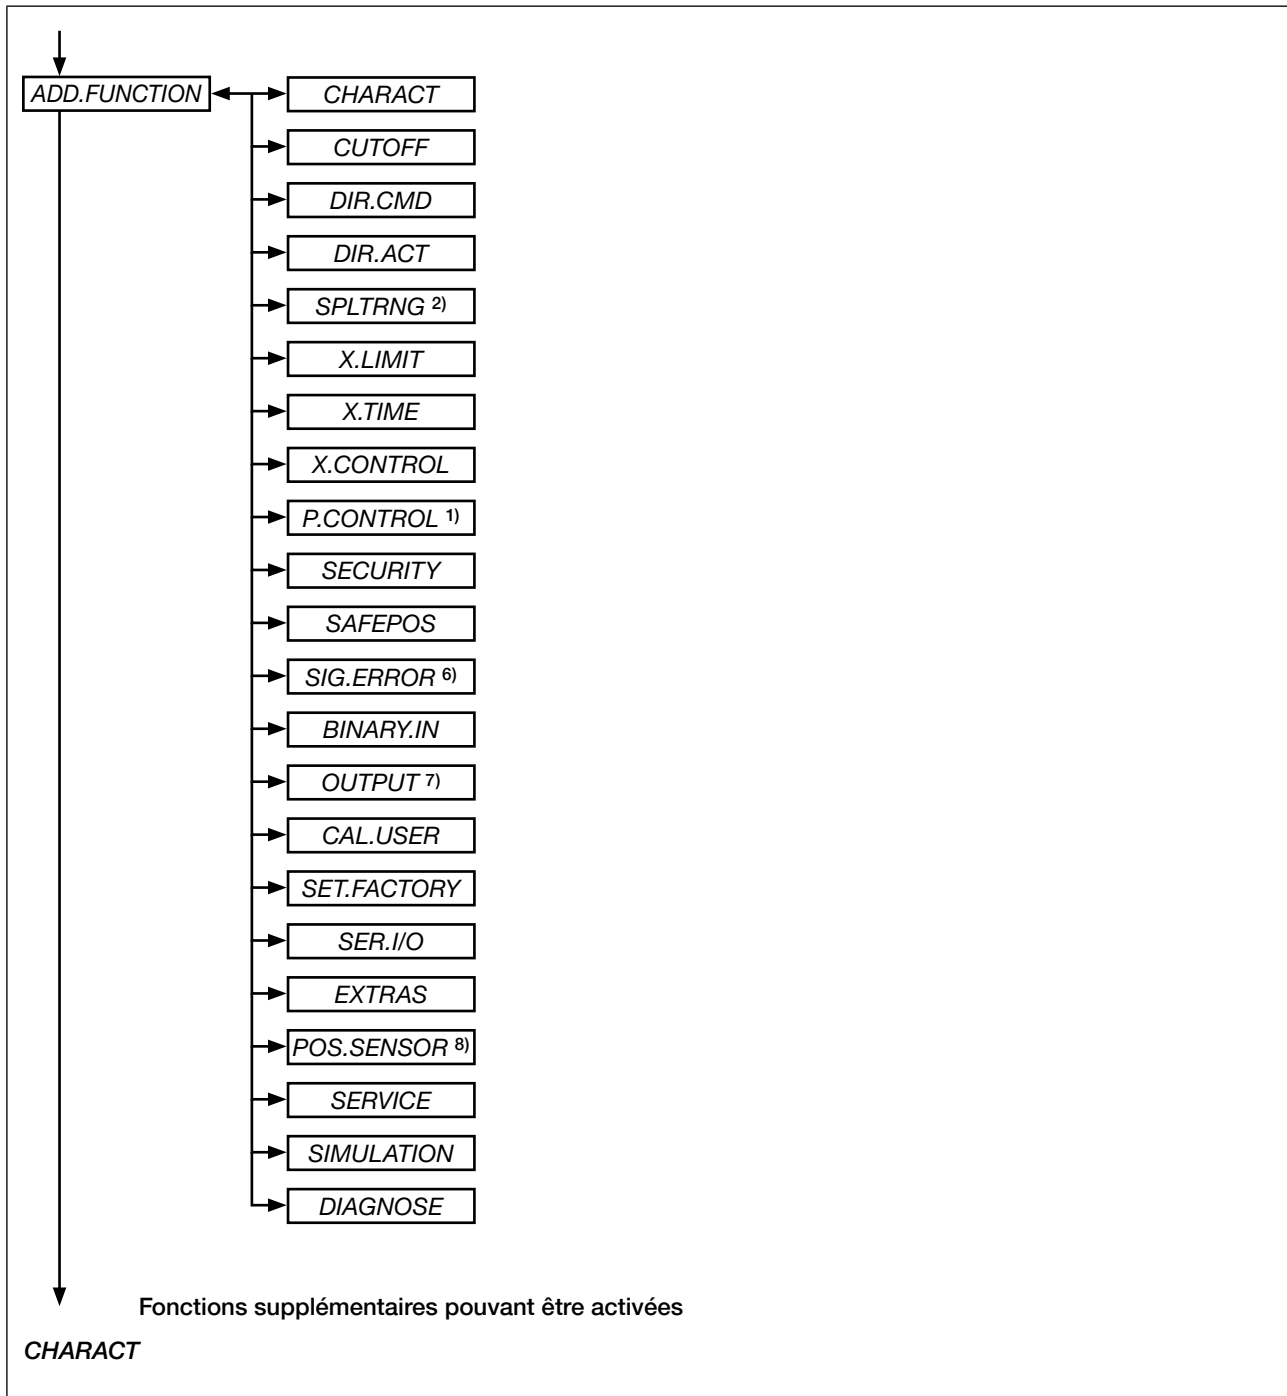 ADD.FUNCTION CHARACT
CUTOFF
DIR.CMD
DIR.ACT
SPLTRNG 2)
X.LIMIT
X.TIME
X.CONTROL
P.CONTROL 1)
SECURITY
SAFEPOS
SIG.ERROR 6)
BINARY.IN
OUTPUT 7)
CAL.USER
SET.FACTORY
SER.I/O
EXTRAS
POS.SENSOR 8)
SERVICE
SIMULATION
DIAGNOSE
Fonctions supplémentaires pouvant être activées
CHARACT